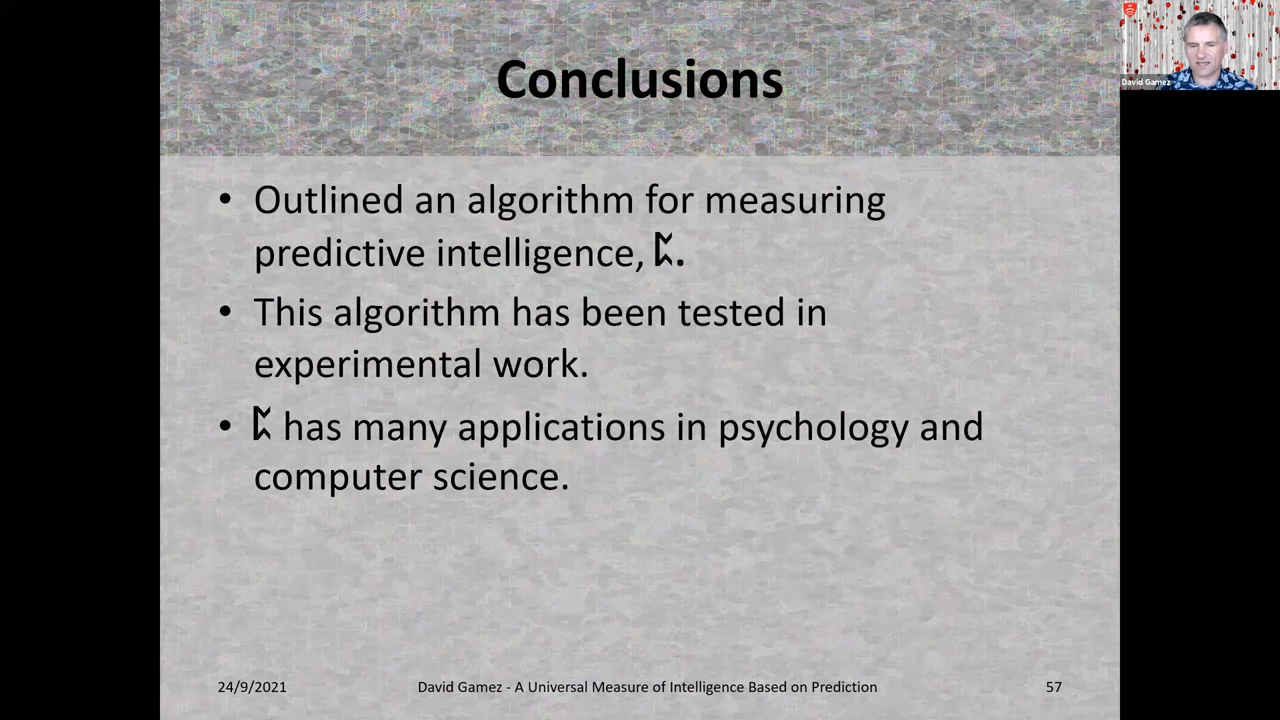 Conclusions
David Gamez
• Outlined an algorithm for measuring
predictive intelligence, ᛈ.
• This algorithm has been tested in
experimental work.
• ᛈ has many applications in psychology and
computer science.
24/9/2021
David Gamez - A Universal Measure of Intelligence Based on Prediction
57